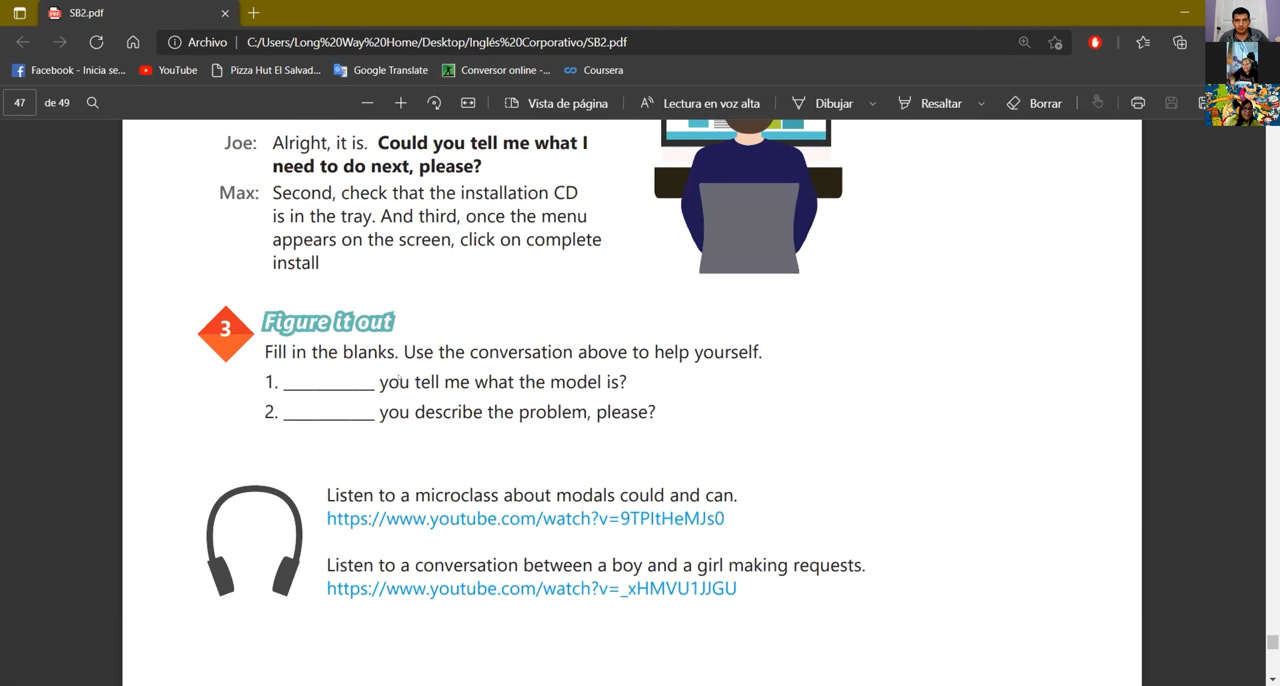 SB2.pdf
Archivo
C:/Users/Long%20Way%20Home/Desktop/Inglés%20Corporativo/SB2.pdf
Facebook - Inicia se...
YouTube
Pizza Hut El Salvad...
Google Translate
Conversor online -...
Coursera
47
de 49
Vista de página
Lectura en voz alta
Dibujar
Resaltar
Borrar
Joe: Alright, it is. Could you tell me what I
need to do next, please?
Max: Second, check that the installation CD
is in the tray. And third, once the menu
appears on the screen, click on complete
install
3
Figure it out
Fill in the blanks. Use the conversation above to help yourself.
1. __________ you tell me what the model is?
2. __________ you describe the problem, please?
Listen to a microclass about modals could and can.
https://www.youtube.com/watch?v=9TPItHeMJs0
Listen to a conversation between a boy and a girl making requests.
https://www.youtube.com/watch?v=_xHMVU1JJGU